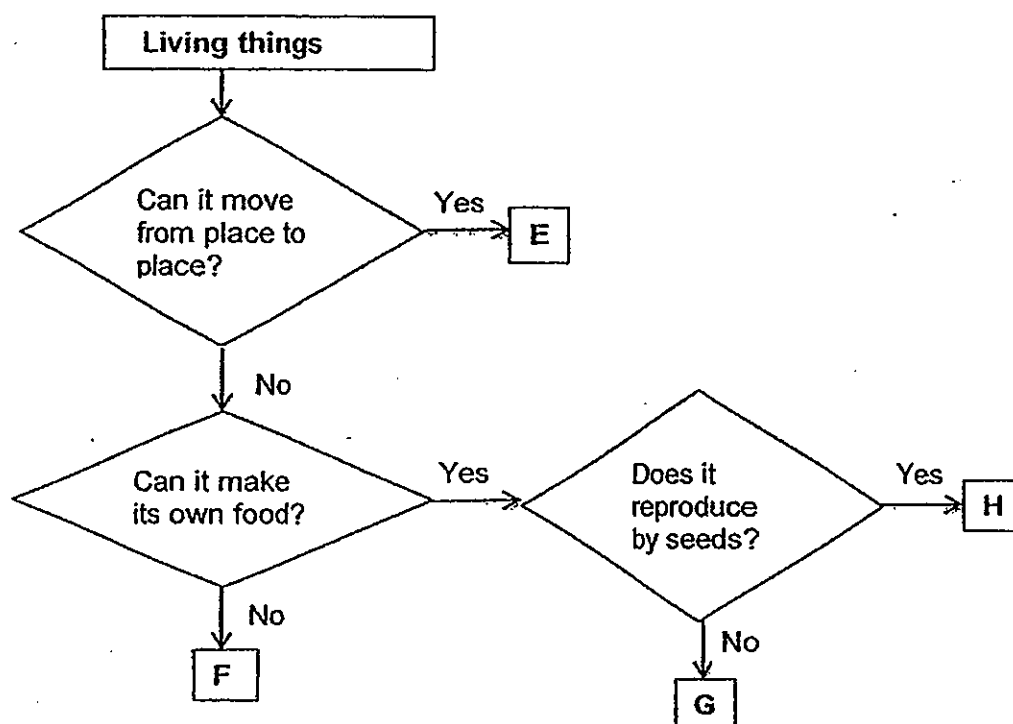 Living things
Can it move
from place to
place?
Yes
E
No
Can it make
its own food?
Yes
Does it
reproduce
by seeds?
Yes
H
No
F
No
G